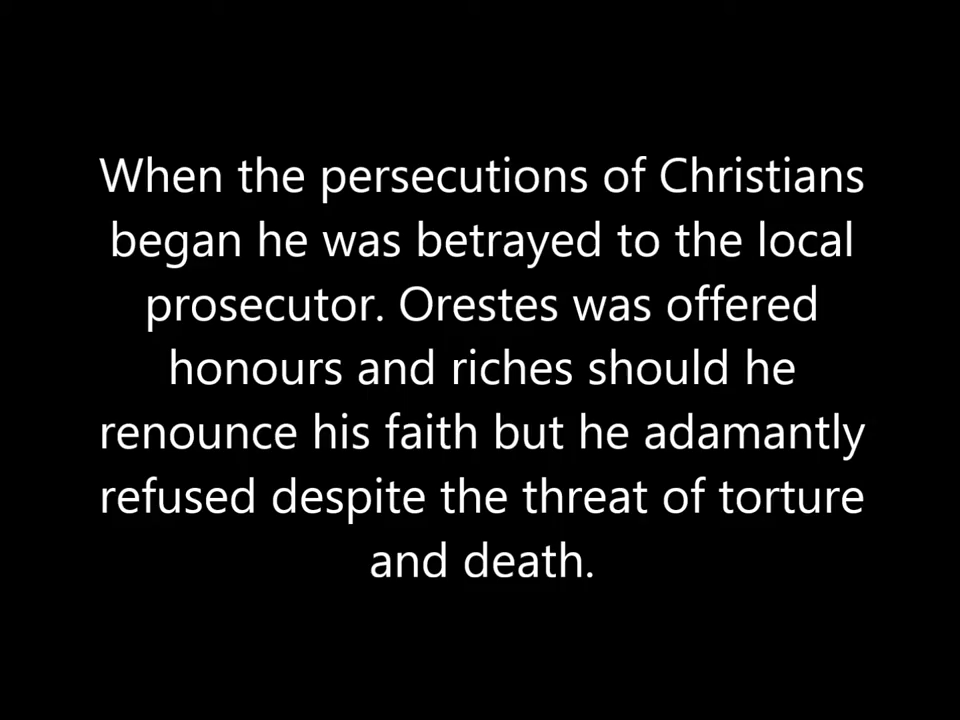 When the persecutions of Christians
began he was betrayed to the local
prosecutor. Orestes was offered
honours and riches should he
renounce his faith but he adamantly
refused despite the threat of torture
and death.